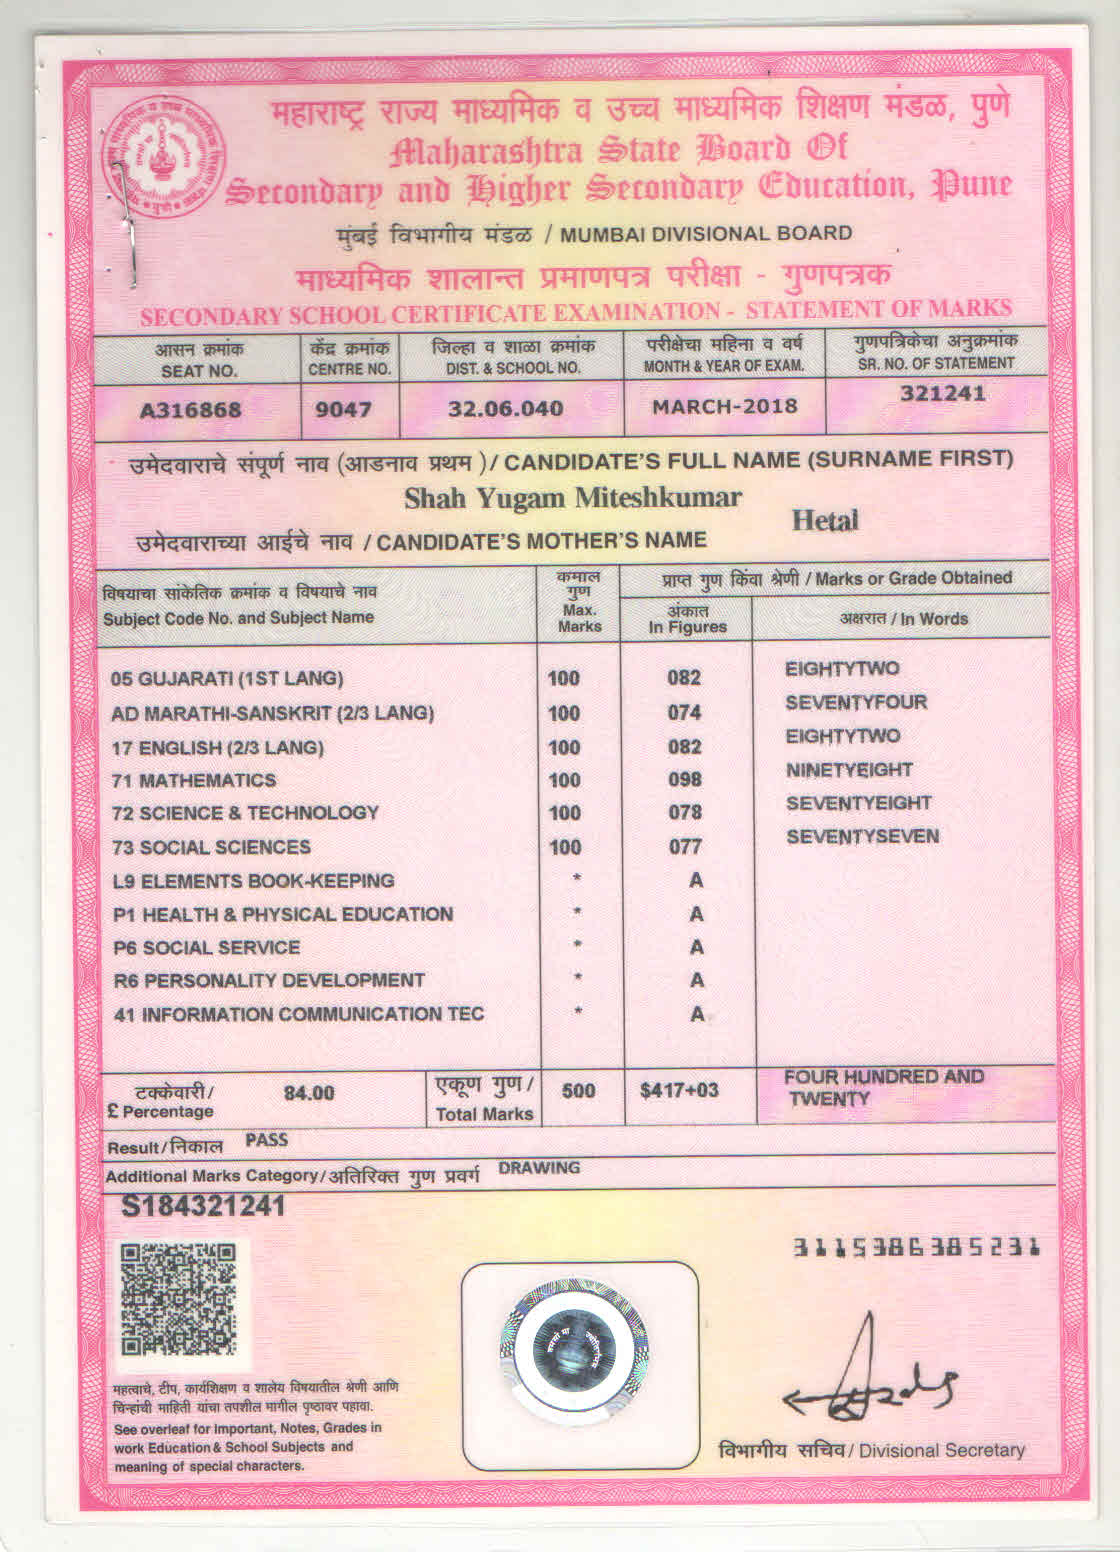 महाराष्ट्र राज्य माध्यमिक व उच्च माध्यमिक शिक्षण मंडळ, पुणे
Maharashtra State Board Of
Secondary and Higher Secondary Education, Pune
मुंबई विभागीय मंडळ / MUMBAI DIVISIONAL BOARD
माध्यमिक शालान्त प्रमाणपत्र परीक्षा - गुणपत्रक
SECONDARY SCHOOL CERTIFICATE EXAMINATION - STATEMENT OF MARKS
आसन क्रमांक केंद्र क्रमांक जिल्हा व शाळा क्रमांक परीक्षेचा महिना व वर्ष गुणपत्रिकेचा अनुक्रमांक
SEAT NO. CENTRE NO. DIST. & SCHOOL NO. MONTH & YEAR OF EXAM. SR. NO. OF STATEMENT
A316868 9047 32.06.040 MARCH-2018 321241
उमेदवाराचे संपूर्ण नाव (आडनाव प्रथम )/ CANDIDATE'S FULL NAME (SURNAME FIRST)
Shah Yugam Miteshkumar
Hetal
उमेदवाराच्या आईचे नाव / CANDIDATE'S MOTHER'S NAME
विषयाचा सांकेतिक क्रमांक व विषयाचे नाव
Subject Code No. and Subject Name
कमाल
गुण
Max.
Marks
प्राप्त गुण किंवा श्रेणी / Marks or Grade Obtained
अंकात
In Figures
अक्षरात / In Words
05 GUJARATI (1ST LANG) 100 082 EIGHTYTWO
AD MARATHI-SANSKRIT (2/3 LANG) 100 074 SEVENTYFOUR
17 ENGLISH (2/3 LANG) 100 082 EIGHTYTWO
71 MATHEMATICS 100 098 NINETYEIGHT
72 SCIENCE & TECHNOLOGY 100 078 SEVENTYEIGHT
73 SOCIAL SCIENCES 100 077 SEVENTYSEVEN
L9 ELEMENTS BOOK-KEEPING * A
P1 HEALTH & PHYSICAL EDUCATION * A
P6 SOCIAL SERVICE * A
R6 PERSONALITY DEVELOPMENT * A
41 INFORMATION COMMUNICATION TEC * A
टक्केवारी/
£ Percentage
84.00
एकूण गुण /
Total Marks
500 $417+03
FOUR HUNDRED AND
TWENTY
Result/निकाल PASS
Additional Marks Category/अतिरिक्त गुण प्रवर्ग DRAWING
S184321241
3115386385231
महत्वाचे, टीप, कार्यशिक्षण व शालेय विषयातील श्रेणी आणि
चिन्हांची माहिती यांचा तपशील मागील पृष्ठावर पहावा.
See overleaf for Important, Notes, Grades in
work Education & School Subjects and
meaning of special characters.
विभागीय सचिव/ Divisional Secretary